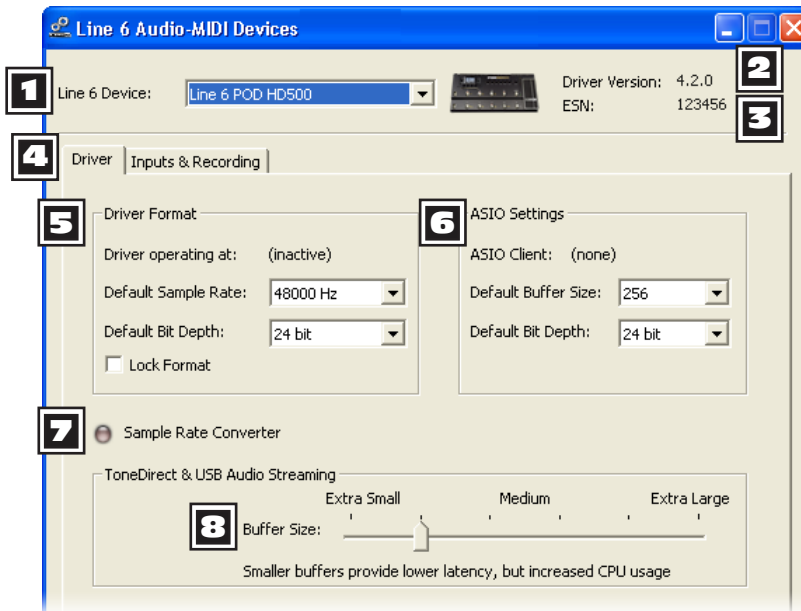 Line 6 Audio-MIDI Devices
1 Line 6 Device: Line 6 POD HD500 Driver Version: 4.2.0 2
ESN: 123456 3
4 Driver Inputs & Recording
5 Driver Format 6 ASIO Settings
Driver operating at: (inactive) ASIO Client: (none)
Default Sample Rate: 48000 Hz Default Buffer Size: 256
Default Bit Depth: 24 bit Default Bit Depth: 24 bit
Lock Format
7 Sample Rate Converter
ToneDirect & USB Audio Streaming
Extra Small Medium Extra Large
8 Buffer Size:
Smaller buffers provide lower latency, but increased CPU usage